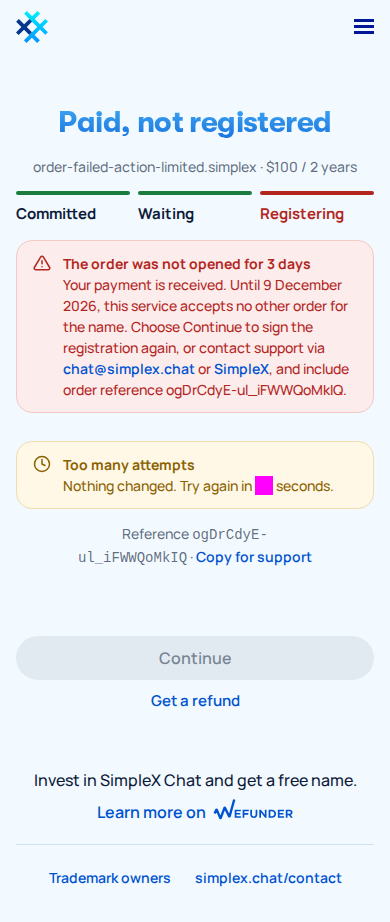 Paid, not registered
order-failed-action-limited.simplex · $100 / 2 years
Committed
Waiting
Registering
The order was not opened for 3 days
Your payment is received. Until 9 December
2026, this service accepts no other order for
the name. Choose Continue to sign the
registration again, or contact support via
chat@simplex.chat or SimpleX, and include
order reference ogDrCdyE-ul_iFWWQoMkIQ.
Too many attempts
Nothing changed. Try again in seconds.
Reference ogDrCdyE-
ul_iFWWQoMkIQ · Copy for support
Continue
Get a refund
Invest in SimpleX Chat and get a free name.
Learn more on WEFUNDER
Trademark owners
simplex.chat/contact